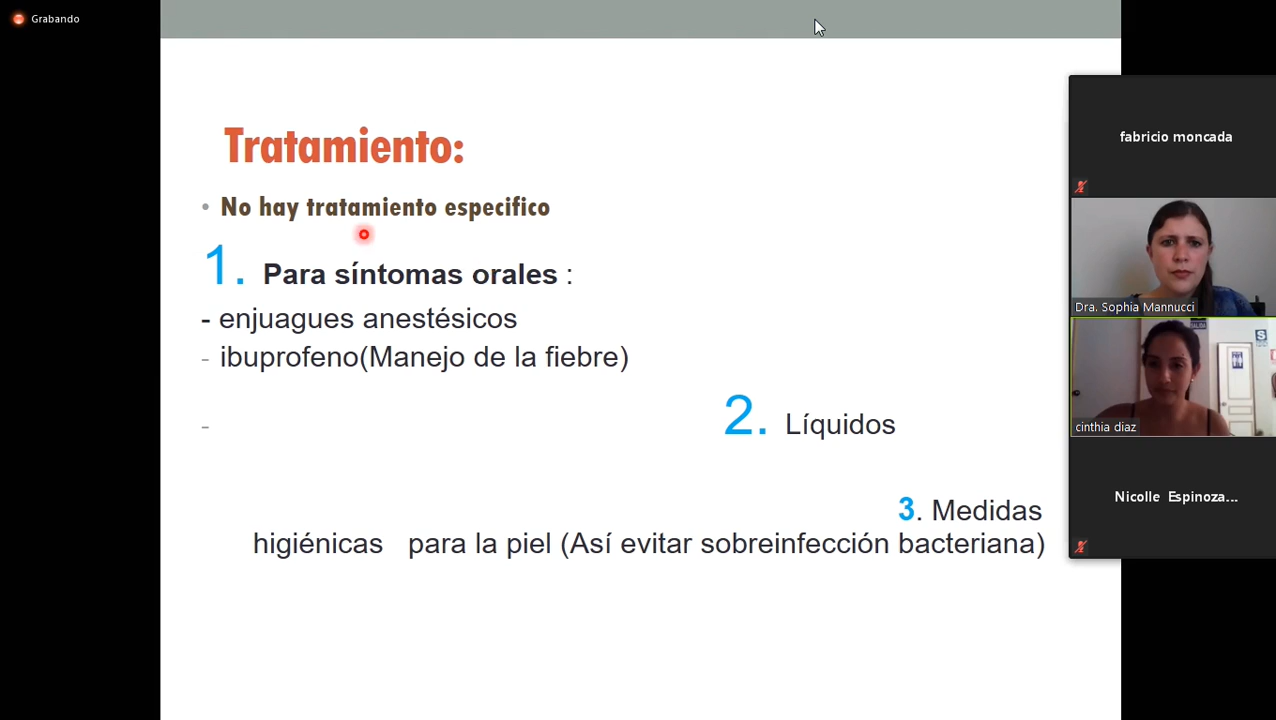 Grabando
Tratamiento:
• No hay tratamiento especifico
1. Para síntomas orales :
- enjuagues anestésicos
- ibuprofeno(Manejo de la fiebre)
-
2. Líquidos
3. Medidas
higiénicas para la piel (Así evitar sobreinfección bacteriana)
fabricio moncada
Dra. Sophia Mannucci
SALIDA
S
cinthia diaz
Nicolle Espinoza...